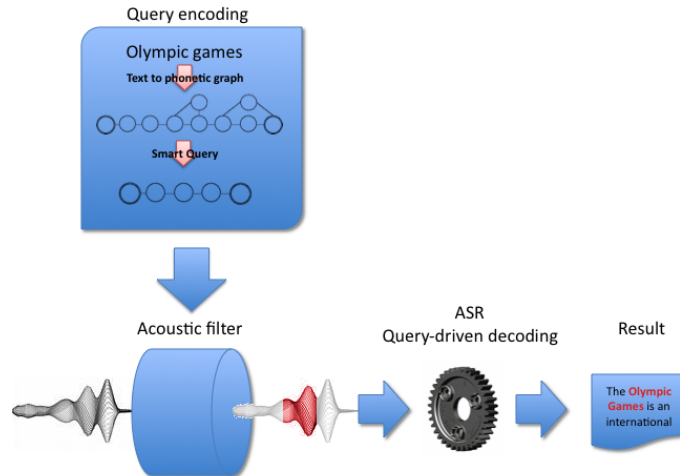 Query encoding
Olympic games
Text to phonetic graph
Smart Query
Acoustic filter
ASR
Query-driven decoding
Result
The Olympic
Games is an
international